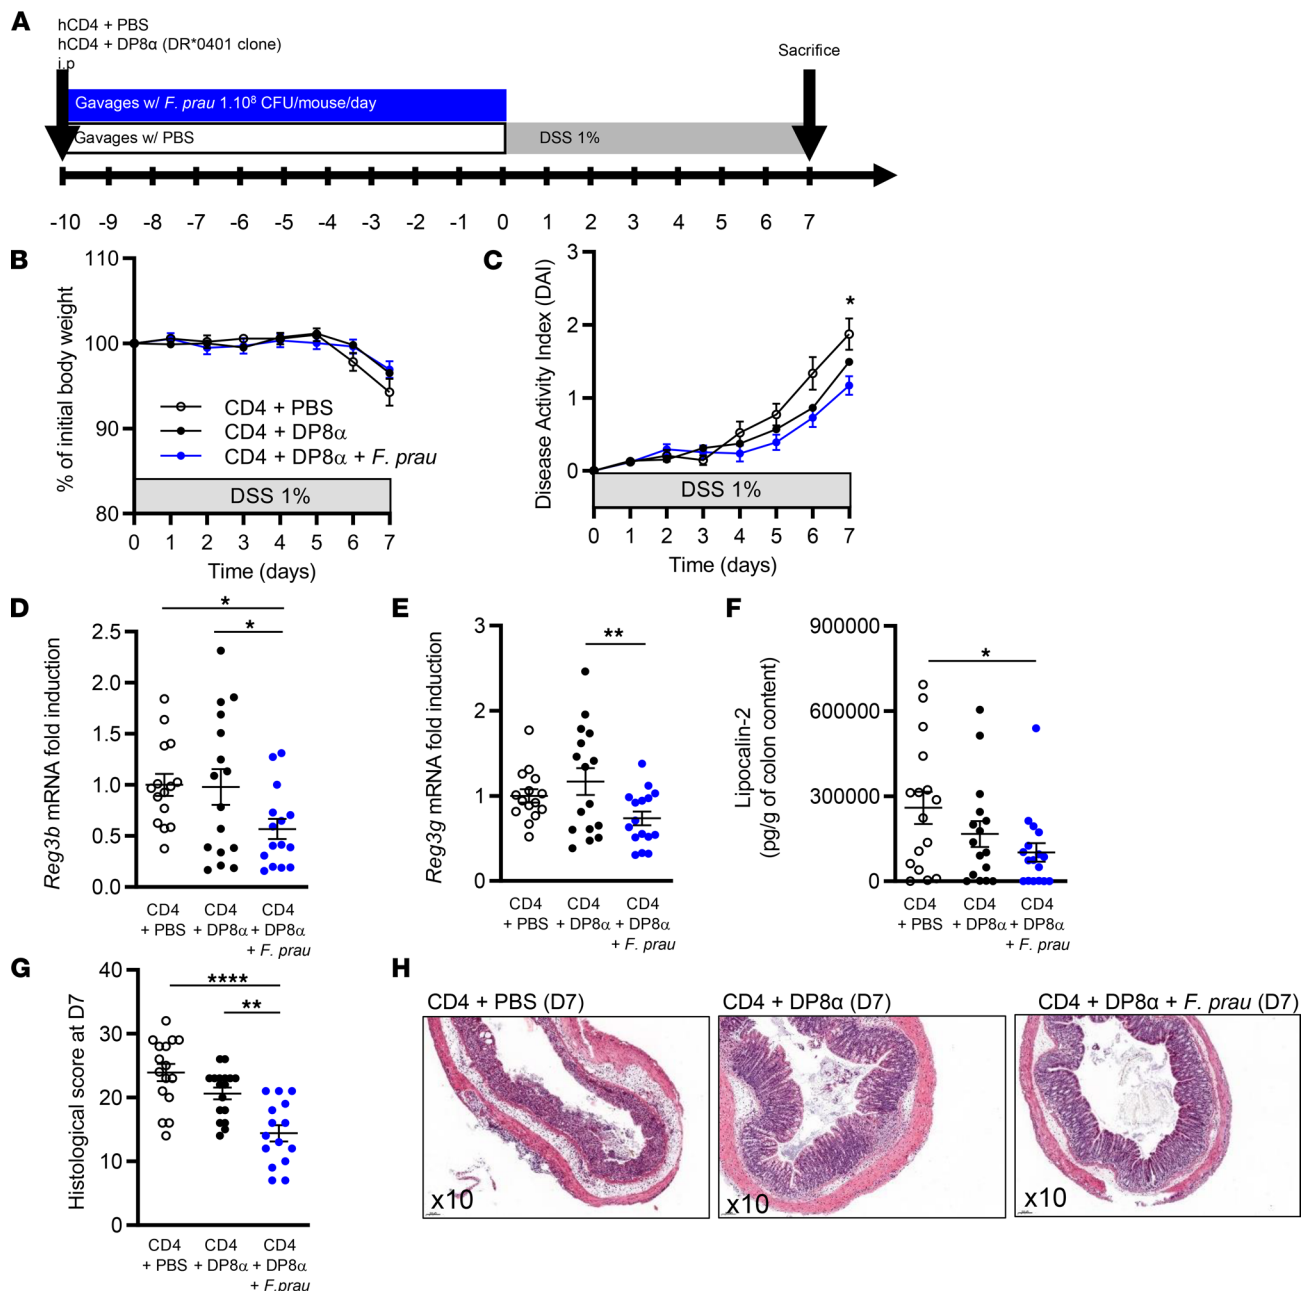 A
hCD4 + PBS
hCD4 + DP8α (DR*0401 clone)
i.p
Sacrifice
Gavages w/ F. prau 1.10⁸ CFU/mouse/day
Gavages w/ PBS
DSS 1%
-10 -9 -8 -7 -6 -5 -4 -3 -2 -1 0 1 2 3 4 5 6 7
B
% of initial body weight
110
100
90
80
CD4 + PBS
CD4 + DP8α
CD4 + DP8α + F. prau
DSS 1%
0 1 2 3 4 5 6 7
Time (days)
C
Disease Activity Index (DAI)
3
2
1
0
*
DSS 1%
0 1 2 3 4 5 6 7
Time (days)
D
Reg3b mRNA fold induction
2.5
2.0
1.5
1.0
0.5
0.0
*
*
CD4 CD4 CD4
+ PBS + DP8α + DP8α
+ F. prau
E
Reg3g mRNA fold induction
3
2
1
0
**
CD4 CD4 CD4
+ PBS + DP8α + DP8α
+ F. prau
F
Lipocalin-2
(pg/g of colon content)
900000
600000
300000
0
*
CD4 CD4 CD4
+ PBS + DP8α + DP8α
+ F. prau
G
Histological score at D7
40
30
20
10
0
****
**
CD4 CD4 CD4
+ PBS + DP8α + DP8α
+ F.prau
H
CD4 + PBS (D7)
CD4 + DP8α (D7)
CD4 + DP8α + F. prau (D7)
x10
x10
x10